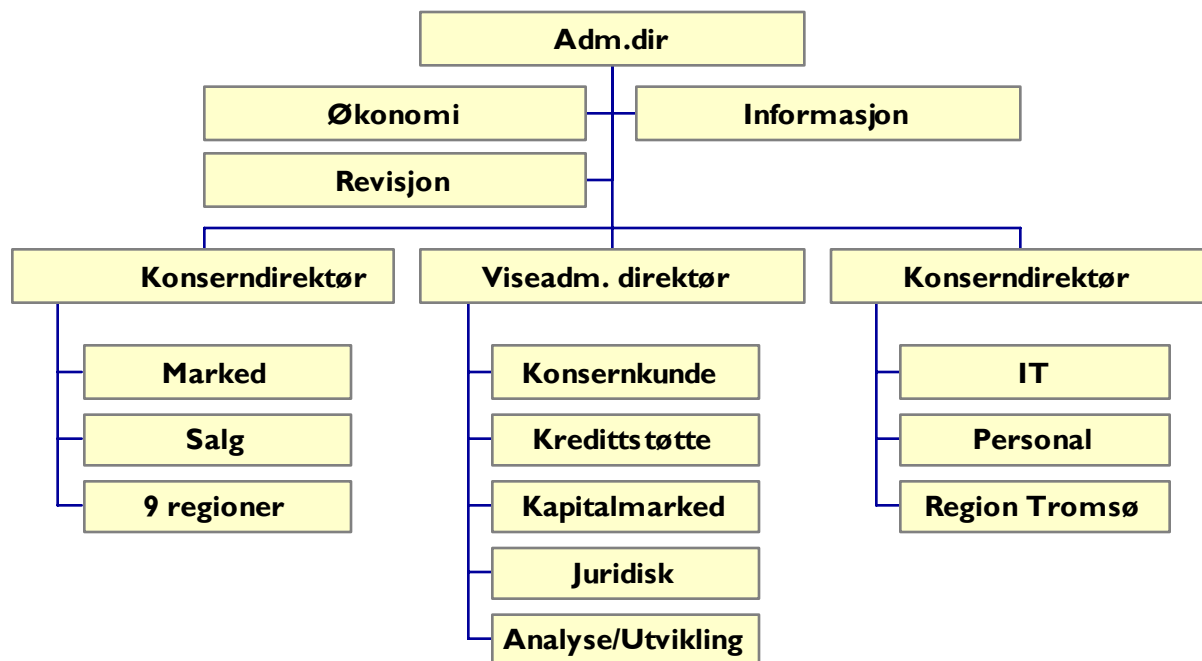 Adm.dir
Økonomi
Informasjon
Revisjon
Konserndirektør
Viseadm. direktør
Konserndirektør
Marked
Salg
9 regioner
Konsernkunde
Kredittstøtte
Kapitalmarked
Juridisk
Analyse/Utvikling
IT
Personal
Region Tromsø